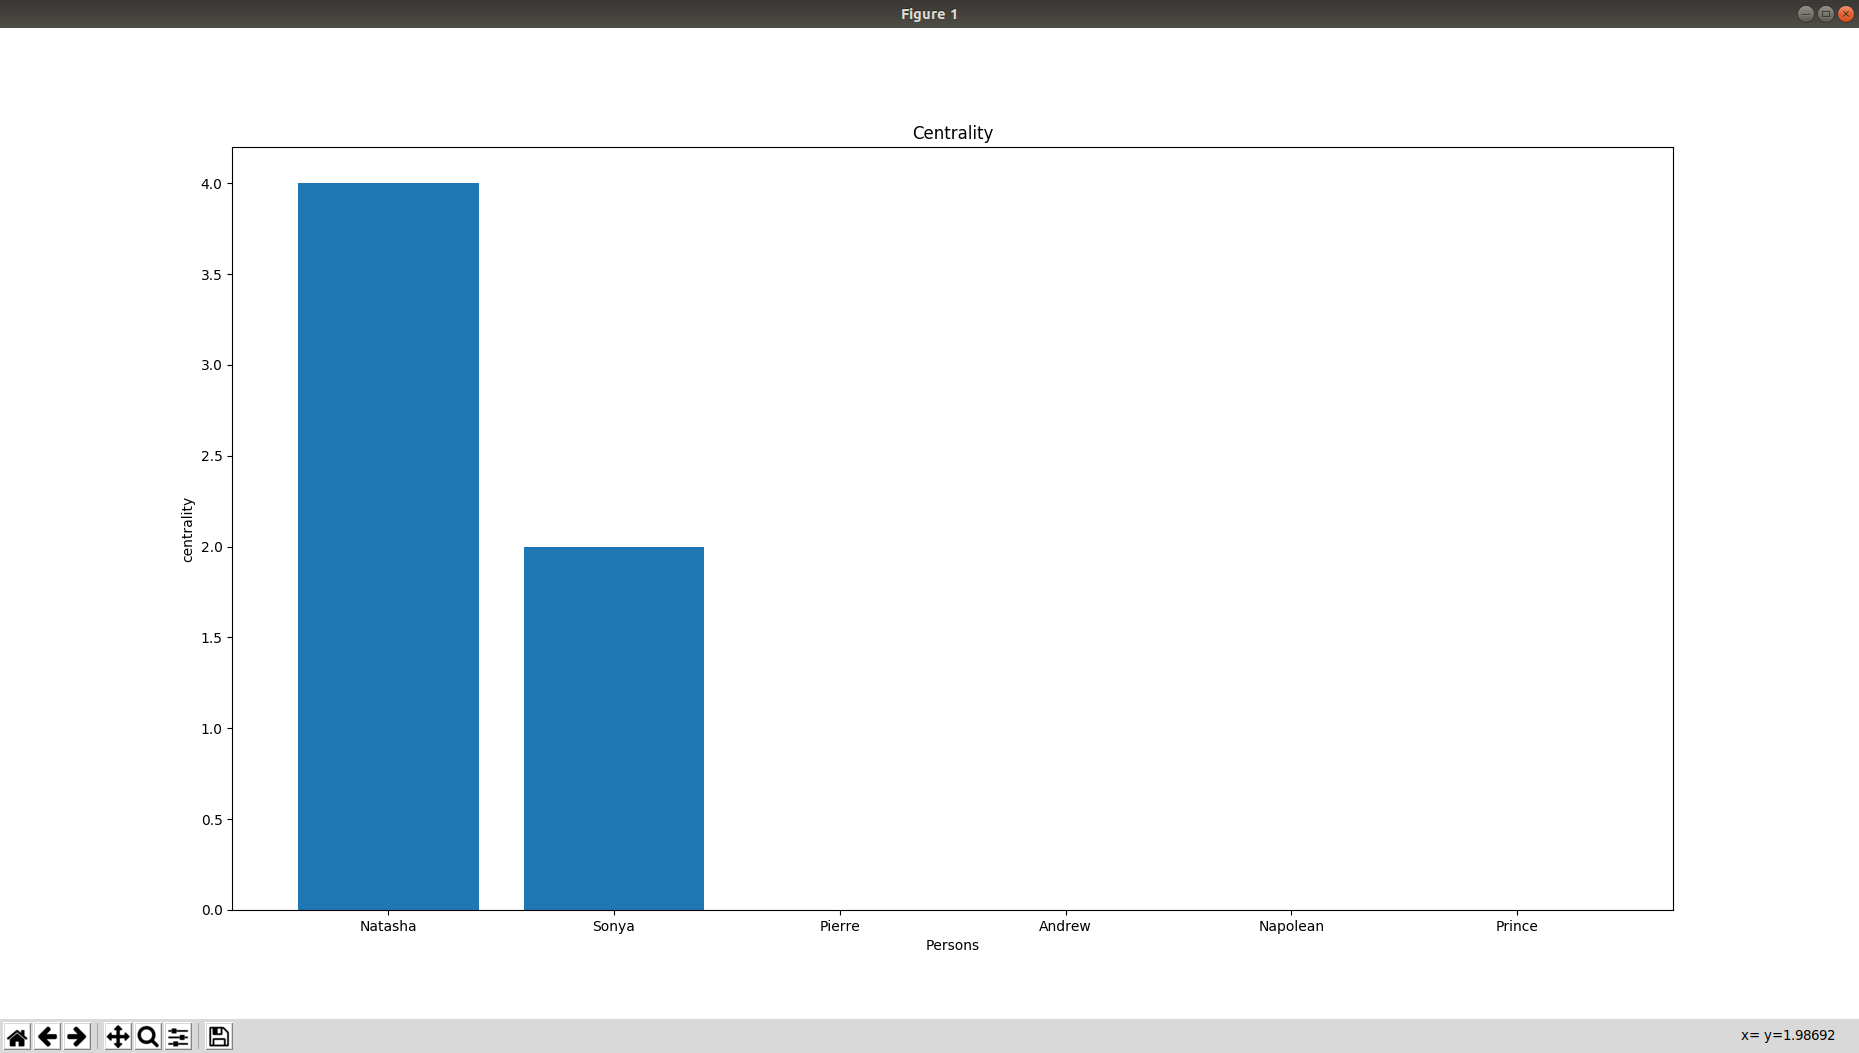 Figure 1
Centrality
4.0
3.5
3.0
2.5
2.0
1.5
1.0
0.5
0.0
centrality
Natasha Sonya Pierre Andrew Napolean Prince
Persons
x= y=1.98692